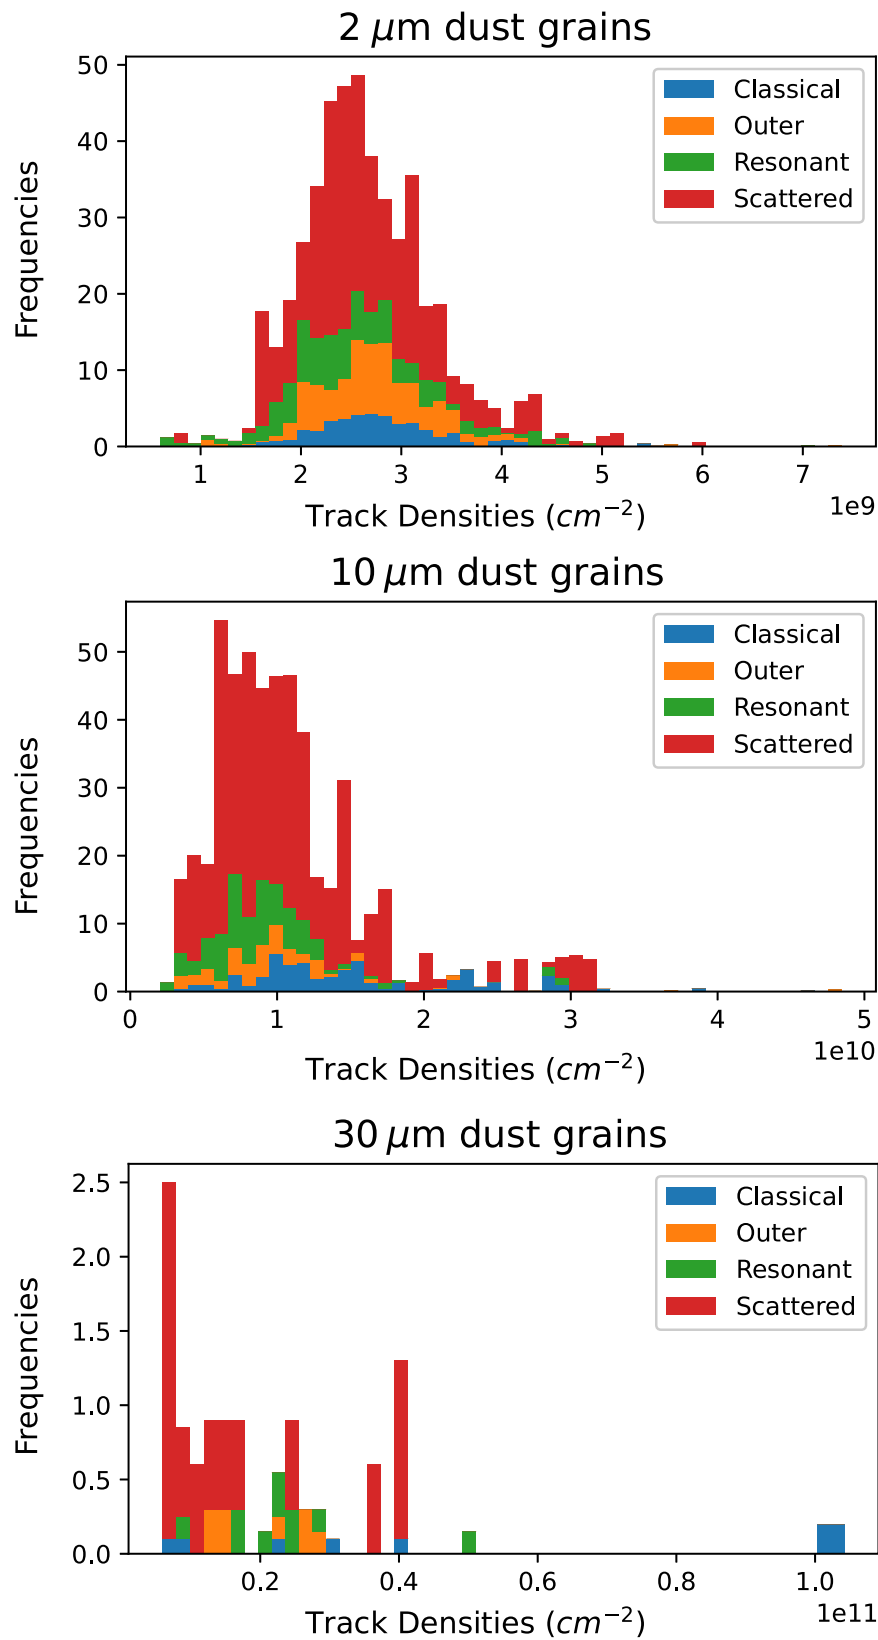 2 μm dust grains
50
40
30
20
10
0
Frequencies
Classical
Outer
Resonant
Scattered
1 2 3 4 5 6 7
1e9
Track Densities (cm⁻²)
10 μm dust grains
50
40
30
20
10
0
Frequencies
Classical
Outer
Resonant
Scattered
0 1 2 3 4 5
1e10
Track Densities (cm⁻²)
30 μm dust grains
2.5
2.0
1.5
1.0
0.5
0.0
Frequencies
Classical
Outer
Resonant
Scattered
0.2 0.4 0.6 0.8 1.0
1e11
Track Densities (cm⁻²)